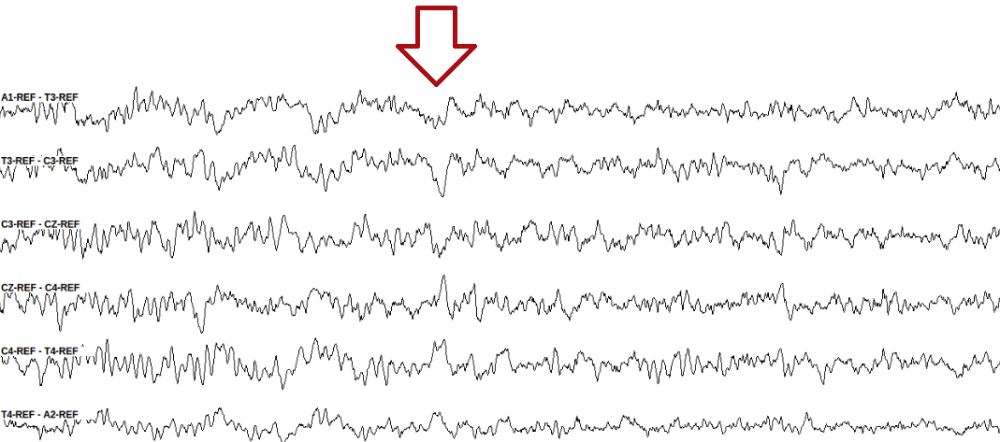 A1-REF - T3-REF
T3-REF - C3-REF
C3-REF - CZ-REF
CZ-REF - C4-REF
C4-REF - T4-REF
T4-REF - A2-REF